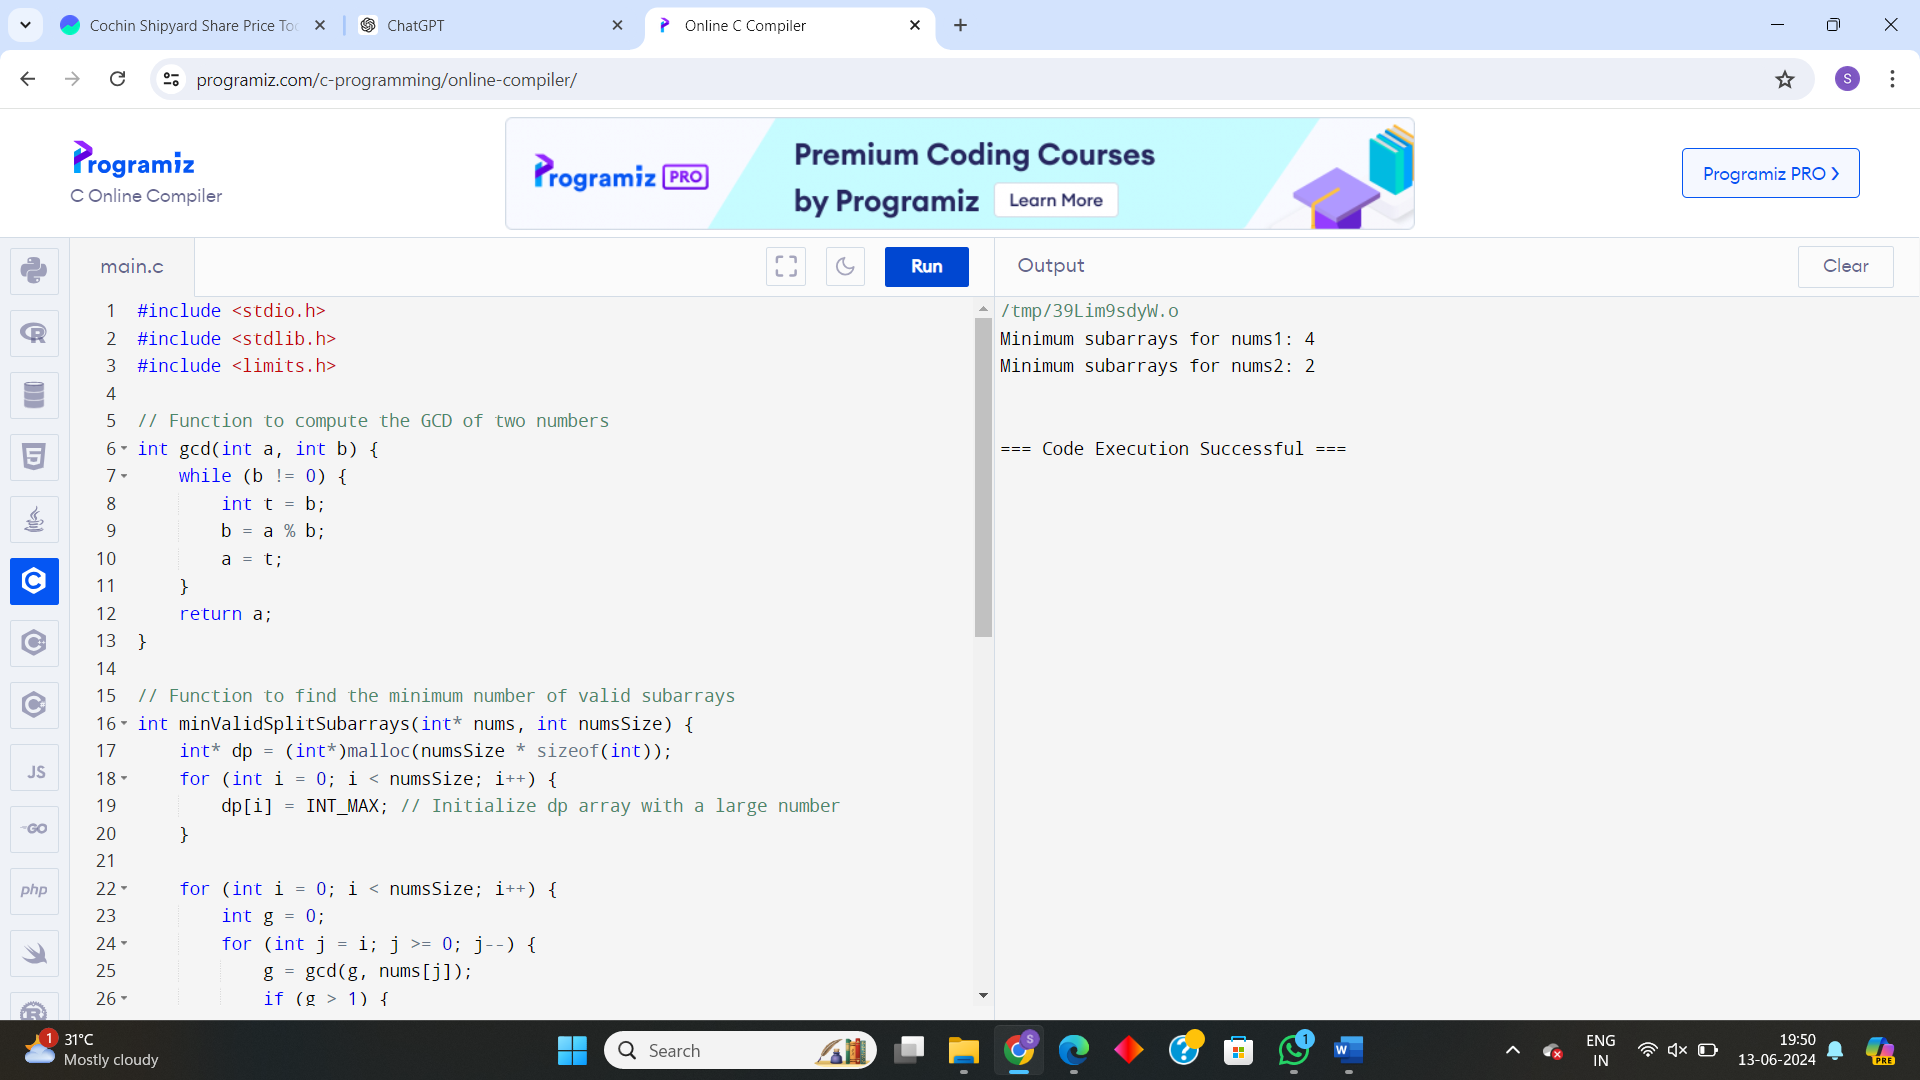 Cochin Shipyard Share Price To
ChatGPT
Online C Compiler
programiz.com/c-programming/online-compiler/
S
Programiz
C Online Compiler
Programiz PRO
Premium Coding Courses
by Programiz
Learn More
Programiz PRO
main.c
Run
Output
Clear
1 #include <stdio.h>
2 #include <stdlib.h>
3 #include <limits.h>
4
5 // Function to compute the GCD of two numbers
6 int gcd(int a, int b) {
7     while (b != 0) {
8         int t = b;
9         b = a % b;
10         a = t;
11     }
12     return a;
13 }
14
15 // Function to find the minimum number of valid subarrays
16 int minValidSplitSubarrays(int* nums, int numsSize) {
17     int* dp = (int*)malloc(numsSize * sizeof(int));
18     for (int i = 0; i < numsSize; i++) {
19         dp[i] = INT_MAX; // Initialize dp array with a large number
20     }
21
22     for (int i = 0; i < numsSize; i++) {
23         int g = 0;
24         for (int j = i; j >= 0; j--) {
25             g = gcd(g, nums[j]);
26             if (g > 1) {
/tmp/39Lim9sdyW.o
Minimum subarrays for nums1: 4
Minimum subarrays for nums2: 2
=== Code Execution Successful ===
R
5
C
JS
GO
php
1
31°C
Mostly cloudy
Search
S
1
W
ENG
IN
19:50
13-06-2024
PRE